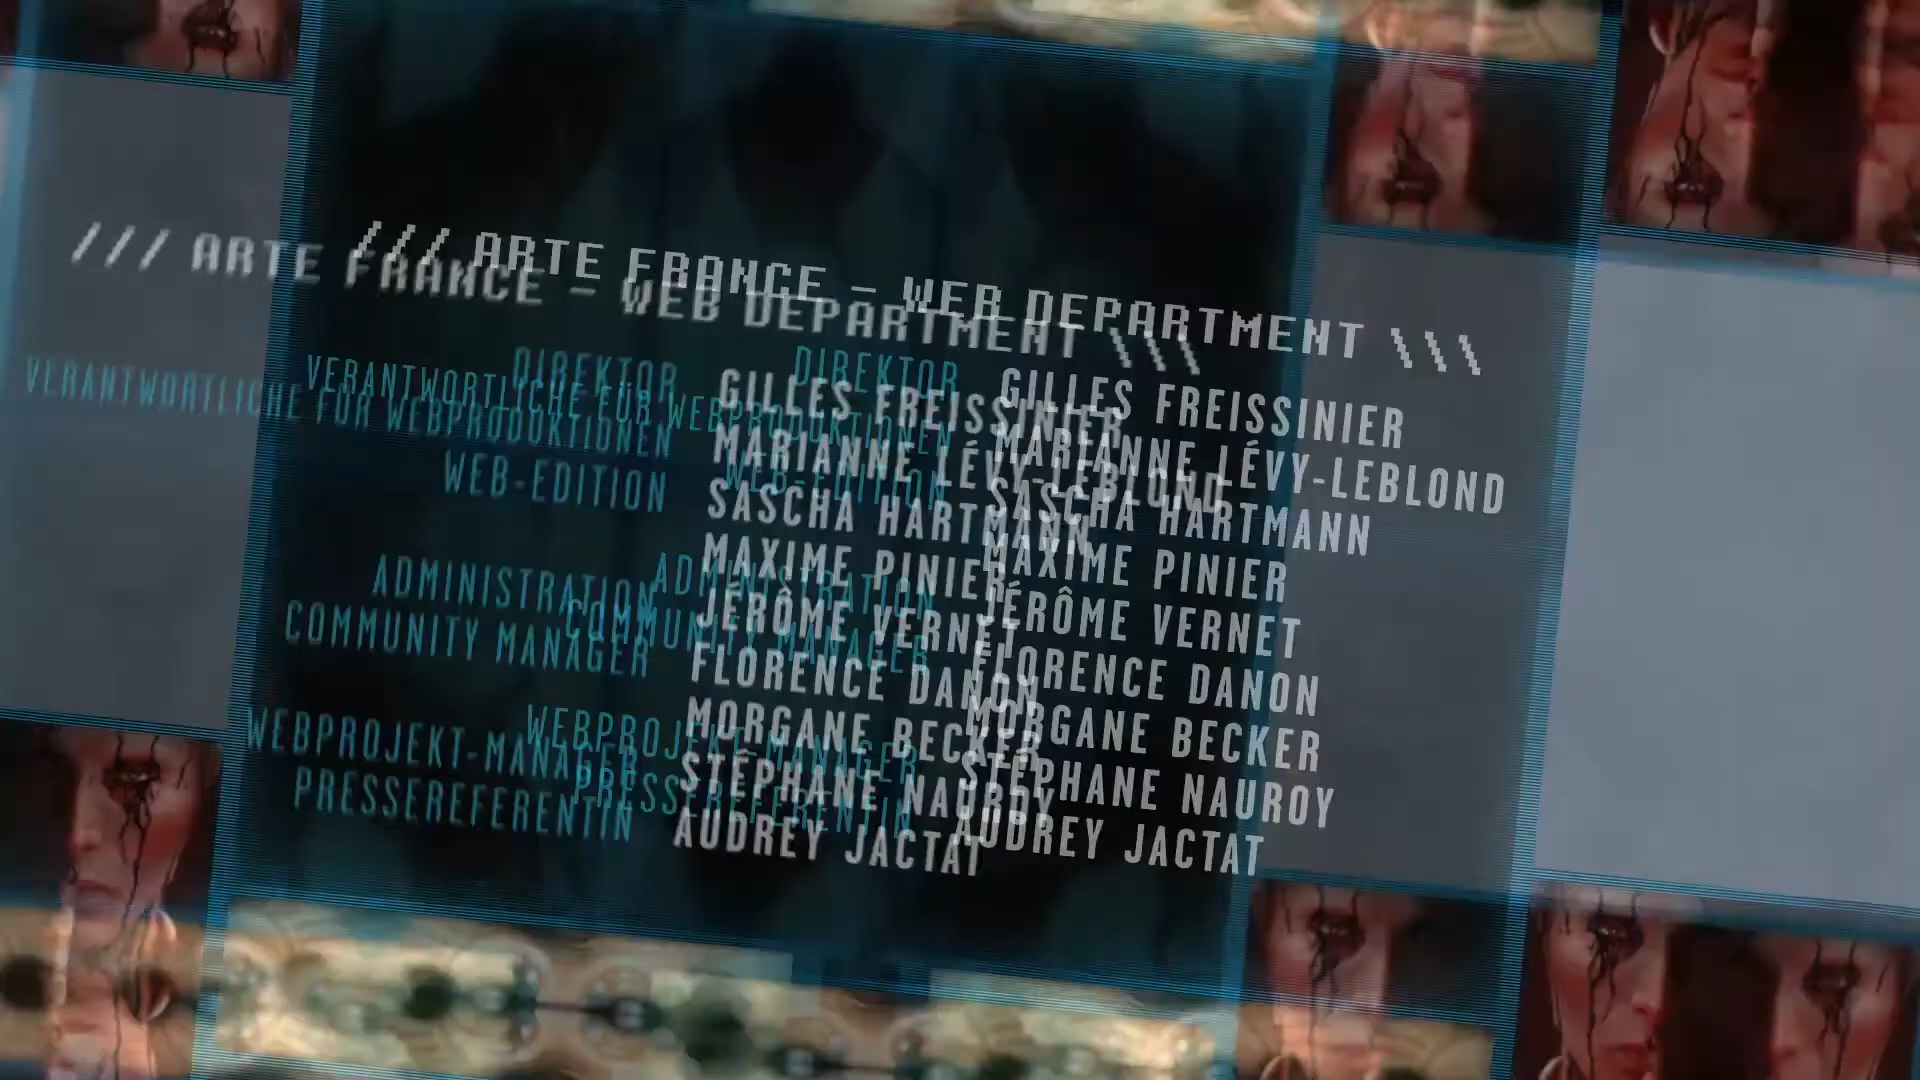 /// ARTE FRANCE – WEB DEPARTMENT \\\
DIREKTOR GILLES FREISSINIER
VERANTWORTLICHE FÜR WEBPRODUKTIONEN MARIANNE LÉVY-LEBLOND
WEB-EDITION SASCHA HARTMANN
MAXIME PINIER
ADMINISTRATION JÉRÔME VERNET
COMMUNITY MANAGER FLORENCE DANON
MORGANE BECKER
WEBPROJEKT-MANAGER STÉPHANE NAUROY
PRESSEREFERENTIN AUDREY JACTAT